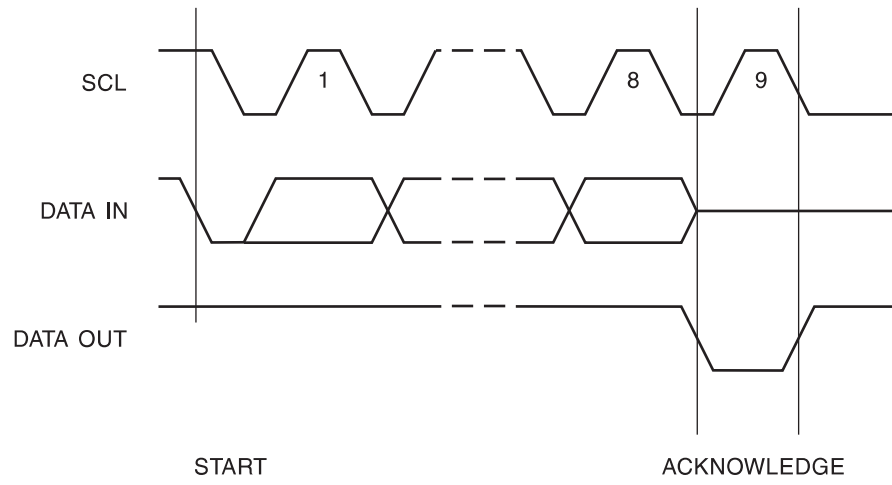 SCL
1
8
9
DATA IN
DATA OUT
START
ACKNOWLEDGE